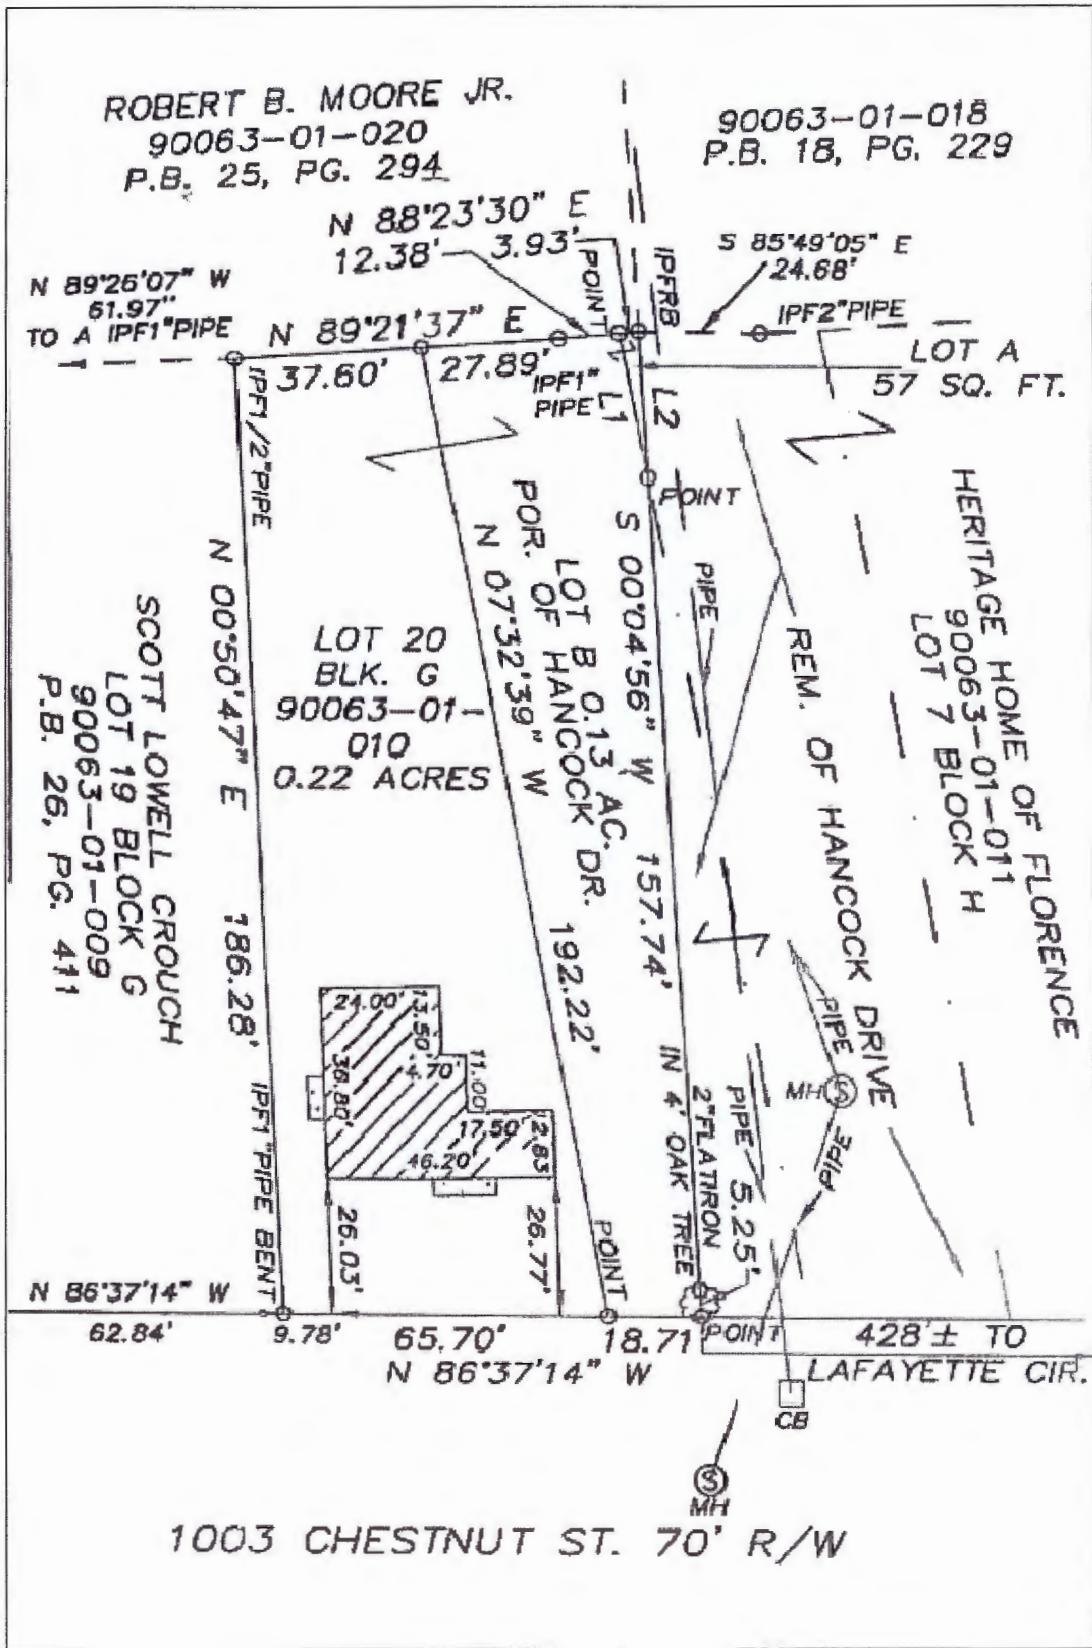 ROBERT B. MOORE JR.
90063-01-020
P.B. 25, PG. 294
90063-01-018
P.B. 18, PG. 229
N 88°23'30" E
12.38'
3.93'
POINT
IPFRB
S 85°49'05" E
24.68'
IPF2"PIPE
N 89°26'07" W
61.97"
TO A IPF1"PIPE
N 89°21'37" E
37.60'
27.89'
IPF1"
PIPE
L1
L2
LOT A
57 SQ. FT.
IPF1/2"PIPE
POINT
HERITAGE HOME OF FLORENCE
90063-01-011
LOT 7 BLOCK H
N 00°50'47" E 186.28'
SCOTT LOWELL CROUCH
LOT 19 BLOCK G
90063-01-009
P.B. 26, PG. 411
LOT 20
BLK. G
90063-01-
010
0.22 ACRES
LOT B 0.13 AC.
POR. OF HANCOCK DR.
N 07°32'39" W 192.22'
S 00°04'56" W 157.74'
PIPE
REM. OF HANCOCK DRIVE
24.00'
13.50'
4.70'
11.00
38.80'
17.50'
2.83
46.20'
26.03'
26.77'
IPF1"PIPE BENT
POINT
IN 4' OAK TREE
2"FLATIRON
PIPE 5.25'
PIPE
MH S
PIPE
N 86°37'14" W
62.84'
9.78'
65.70'
18.71
POINT
428'± TO
N 86°37'14" W
LAFAYETTE CIR.
CB
S
MH
1003 CHESTNUT ST. 70' R/W